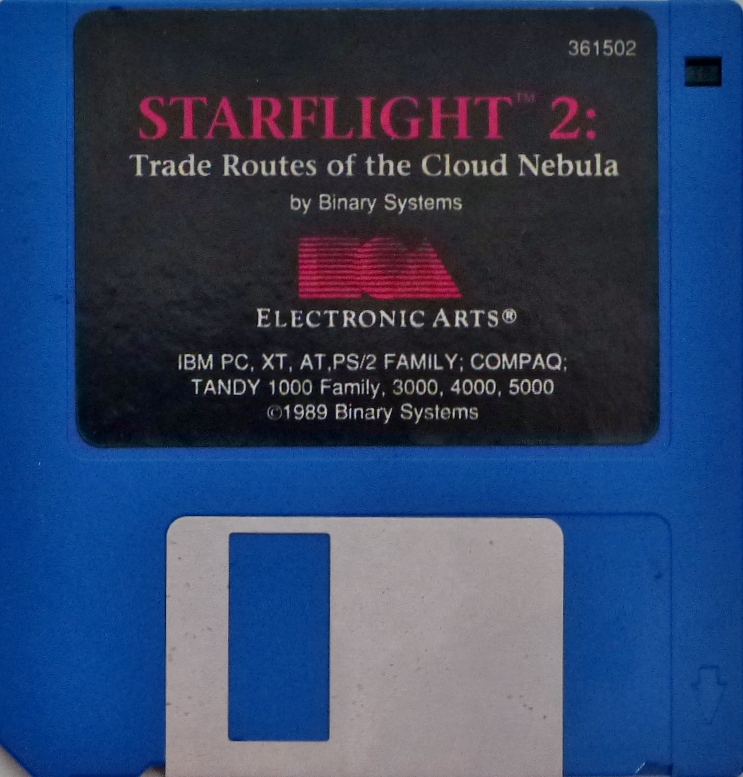 361502
STARFLIGHT™ 2:
Trade Routes of the Cloud Nebula
by Binary Systems
ELECTRONIC ARTS®
IBM PC, XT, AT,PS/2 FAMILY; COMPAQ;
TANDY 1000 Family, 3000, 4000, 5000
©1989 Binary Systems